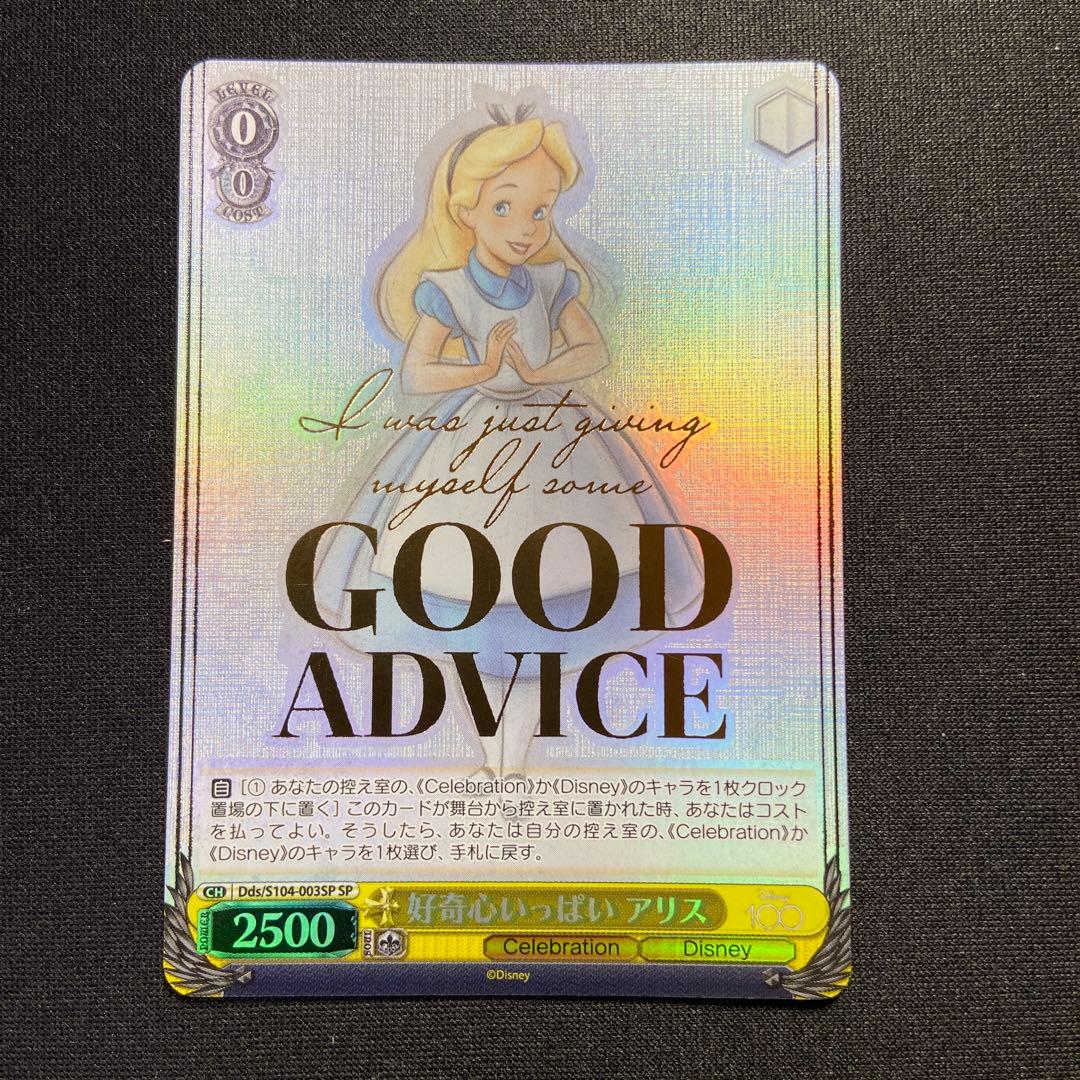 LEVEL
0
0
COST
I was just giving
myself some
GOOD
ADVICE
自 [① あなたの控え室の、《Celebration》か《Disney》のキャラを1枚クロック
置場の下に置く] このカードが舞台から控え室に置かれた時、あなたはコスト
を払ってよい。そうしたら、あなたは自分の控え室の、《Celebration》か
《Disney》のキャラを1枚選び、手札に戻す。
CH Dds/S104-003SP SP
好奇心いっぱい アリス
Disney 100
POWER 2500 SOUL
Celebration Disney
©Disney